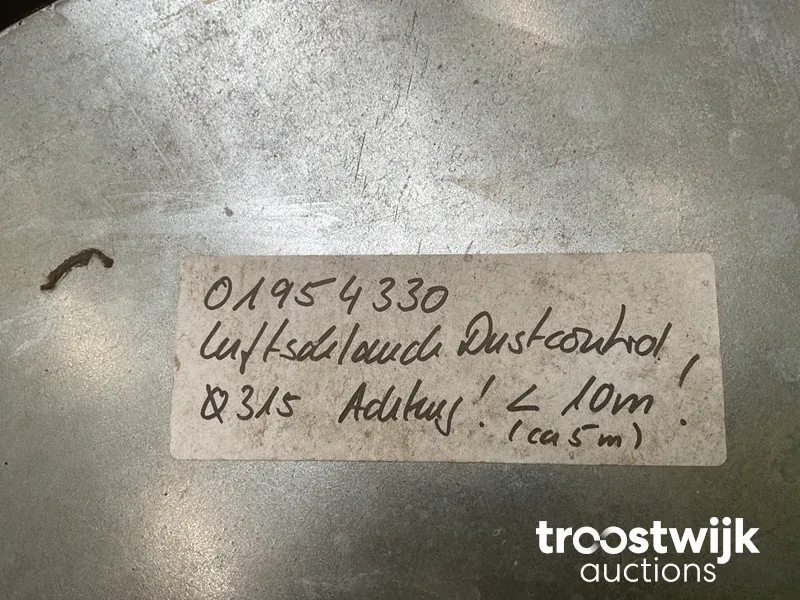 01954330
Luftschlauch Dustcontrol
Ø315 Achtung! < 10m!
(ca 5m)
troostwijk
auctions